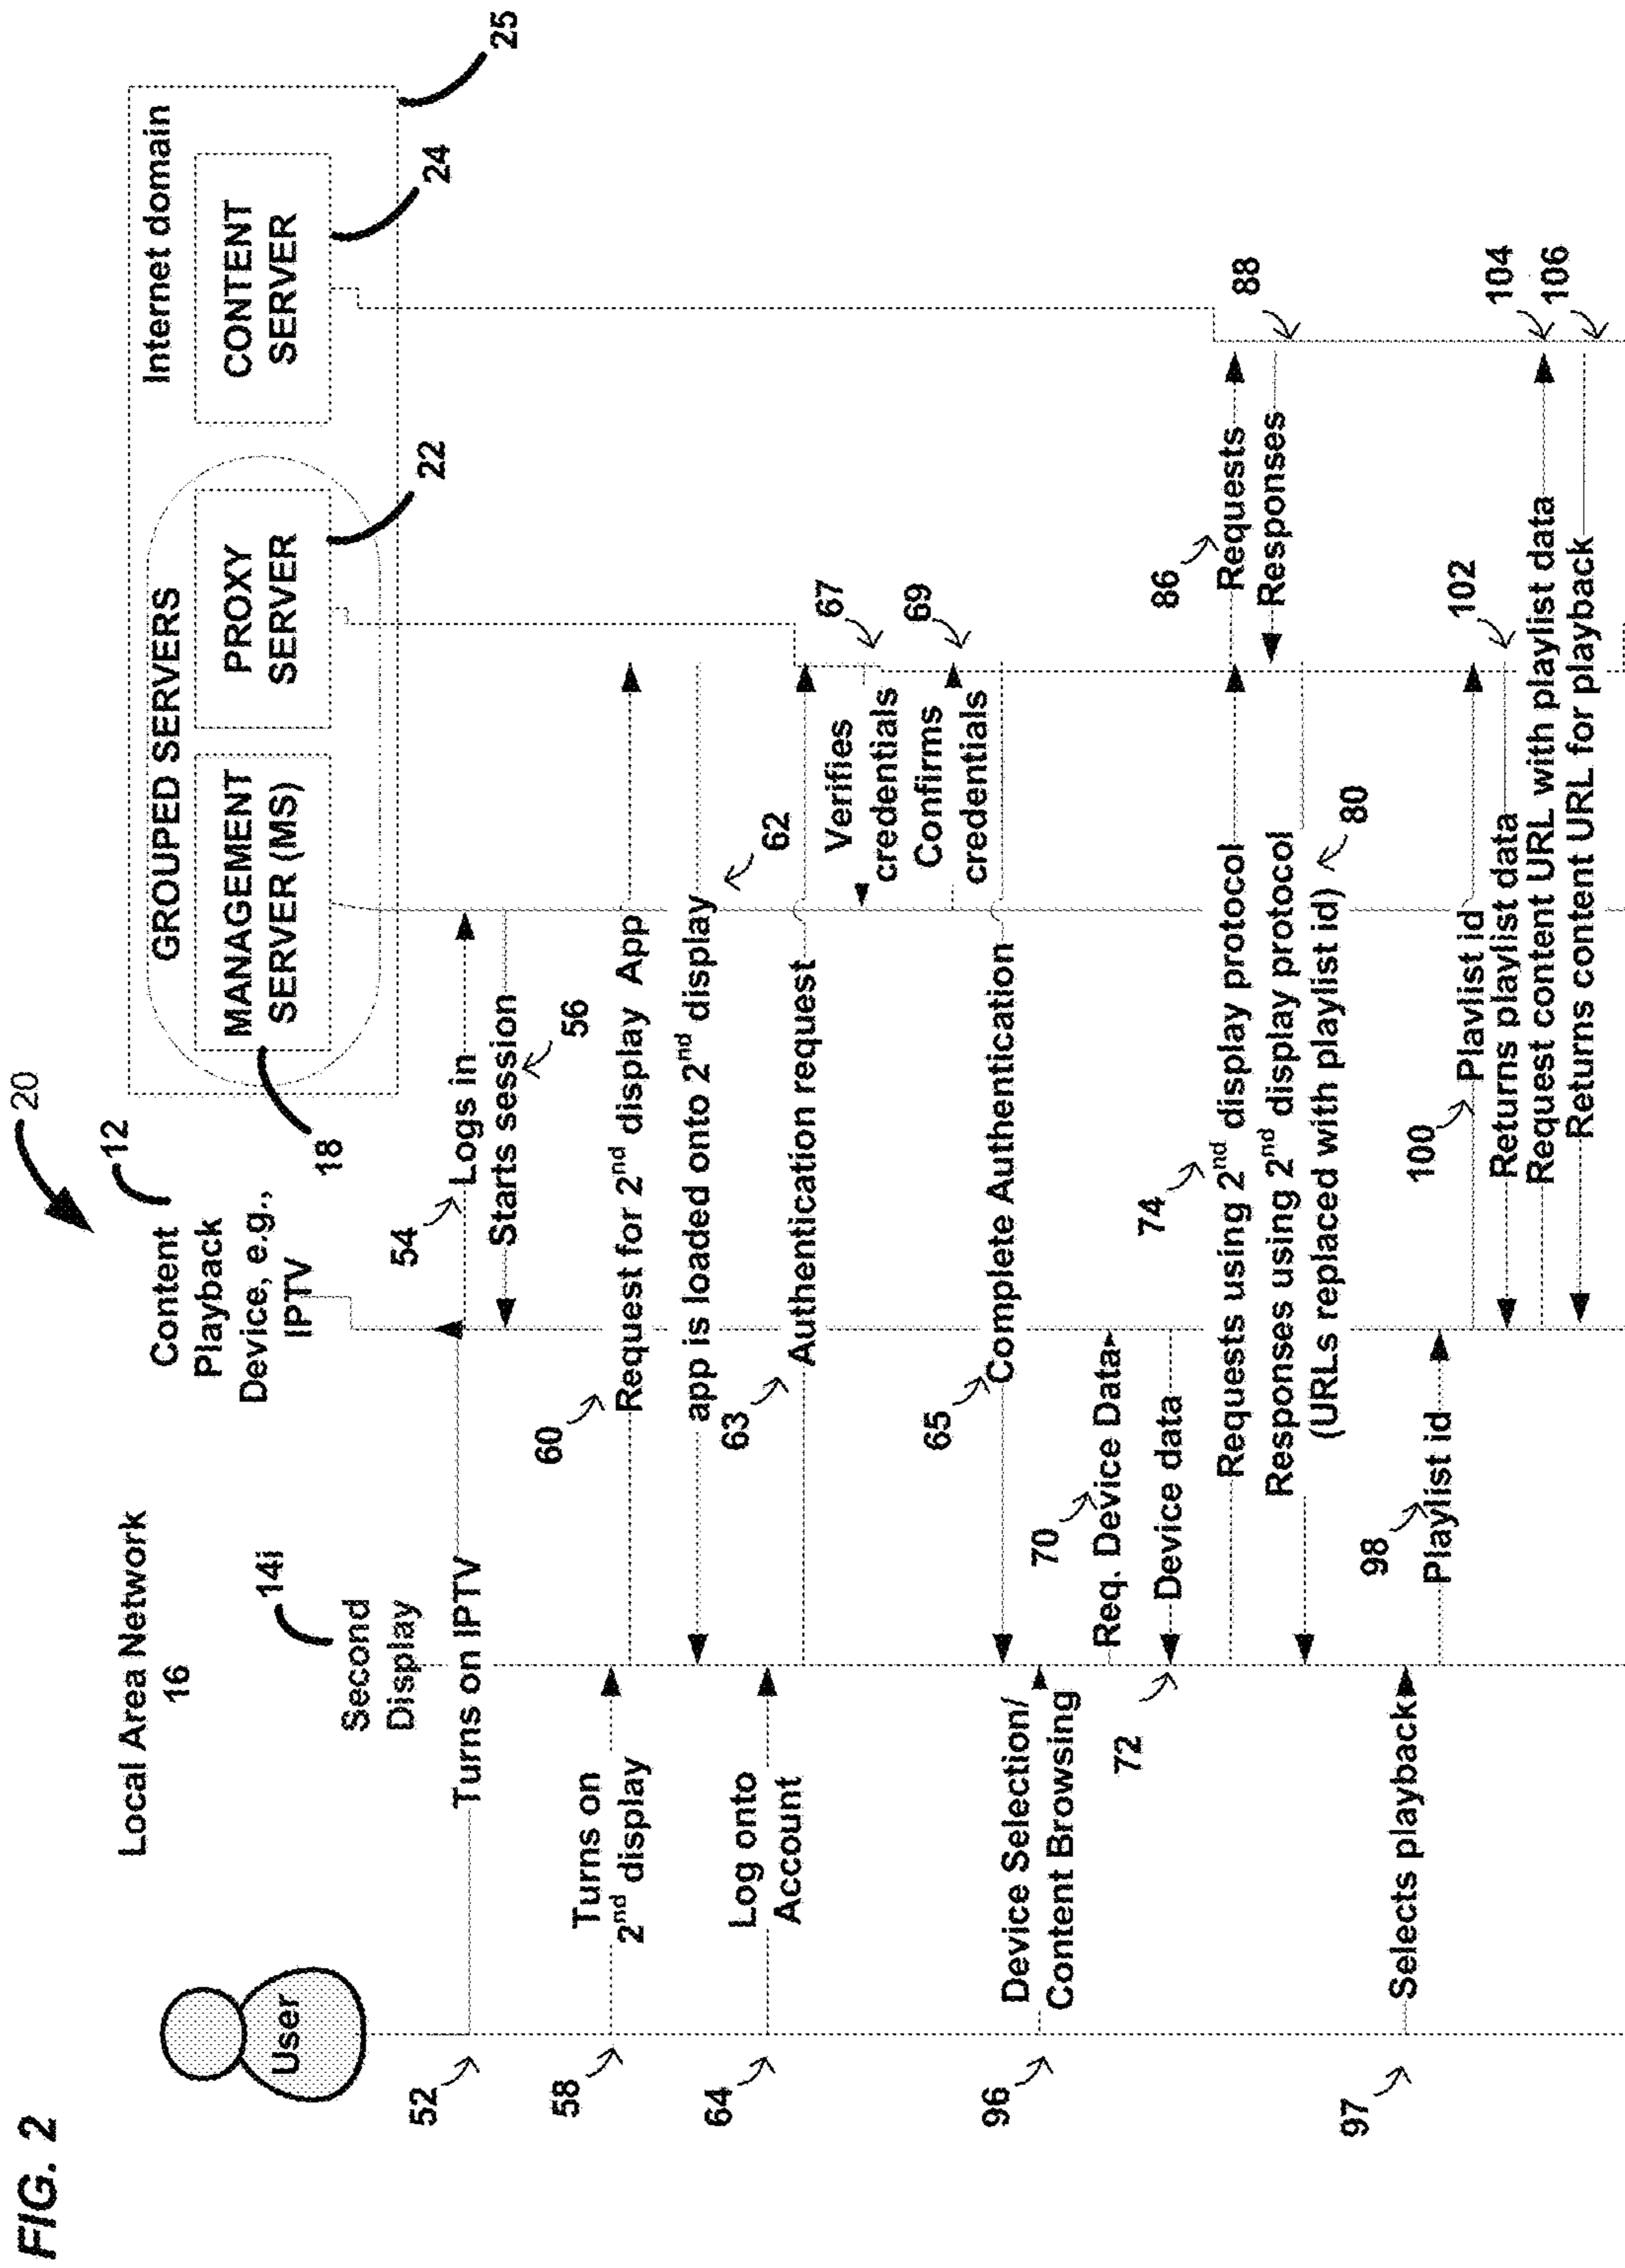 FIG. 2
20
Local Area Network
16
User
Second
Display
14i
Content
Playback
Device, e.g.,
IPTV
12
GROUPED SERVERS
MANAGEMENT
SERVER (MS)
18
PROXY
SERVER
22
Internet domain
CONTENT
SERVER
24
25
52
Turns on IPTV
54
Logs in
Starts session
56
58
Turns on
2nd display
60
Request for 2nd display App
app is loaded onto 2nd display
62
64
Log onto
Account
63
Authentication request
Verifies
credentials
67
Confirms
credentials
69
65
Complete Authentication
96
Device Selection/
Content Browsing
70
Req. Device Data
72
Device data
74
Requests using 2nd display protocol
86
Requests
88
Responses
Responses using 2nd display protocol
(URLs replaced with playlist id)
80
97
Selects playback
98
Playlist id
100
Playlist id
102
Returns playlist data
104
Request content URL with playlist data
106
Returns content URL for playback